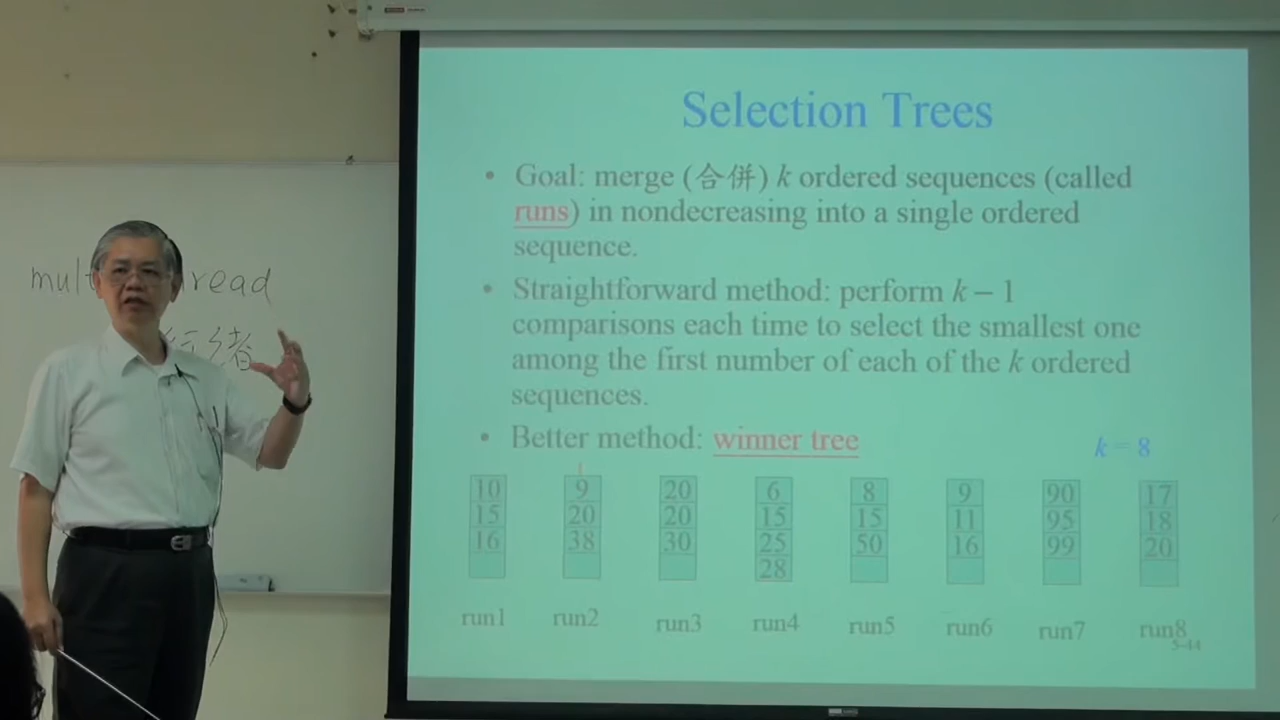 Selection Trees
• Goal: merge (合併) k ordered sequences (called
runs) in nondecreasing into a single ordered
sequence.
• Straightforward method: perform k – 1
comparisons each time to select the smallest one
among the first number of each of the k ordered
sequences.
• Better method: winner tree
k = 8
10 9 20 6 8 9 90 17
15 20 20 15 15 11 95 18
16 38 30 25 50 16 99 20
28
run1 run2 run3 run4 run5 run6 run7 run8
5-44
mul read
行緒